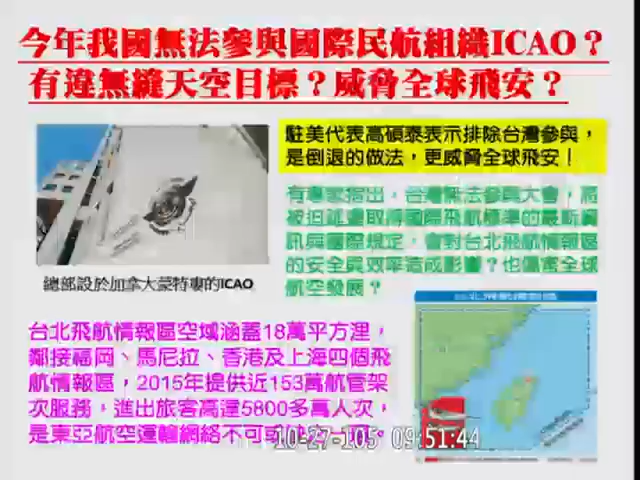 今年我國無法參與國際民航組織ICAO？
有違無縫天空目標？威脅全球飛安？
駐美代表高碩泰表示排除台灣參與，
是倒退的做法，更威脅全球飛安！
有專家指出，台灣無法參與大會，將
被迫延遲取得國際飛航標準的最新資
訊與國際規定，會對台北飛航情報區
的安全與效率造成影響？也傷害全球
航空發展？
總部設於加拿大蒙特婁的ICAO
台北飛航情報區空域涵蓋18萬平方浬，
鄰接福岡、馬尼拉、香港及上海四個飛
航情報區，2015年提供近153萬航管架
次服務，進出旅客高達5800多萬人次，
是東亞航空運輸網絡不可或缺
10-27-105 09:51:44